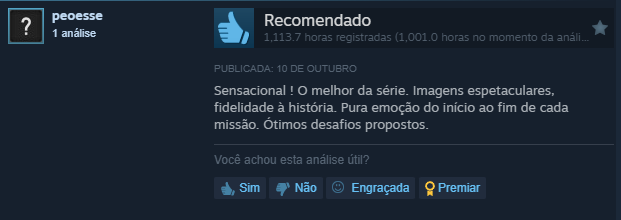 peoesse
1 análise
?
Recomendado
1,113.7 horas registradas (1,001.0 horas no momento da análi...
PUBLICADA: 10 DE OUTUBRO
Sensacional ! O melhor da série. Imagens espetaculares,
fidelidade à história. Pura emoção do início ao fim de cada
missão. Ótimos desafios propostos.
Você achou esta análise útil?
Sim Não Engraçada Premiar